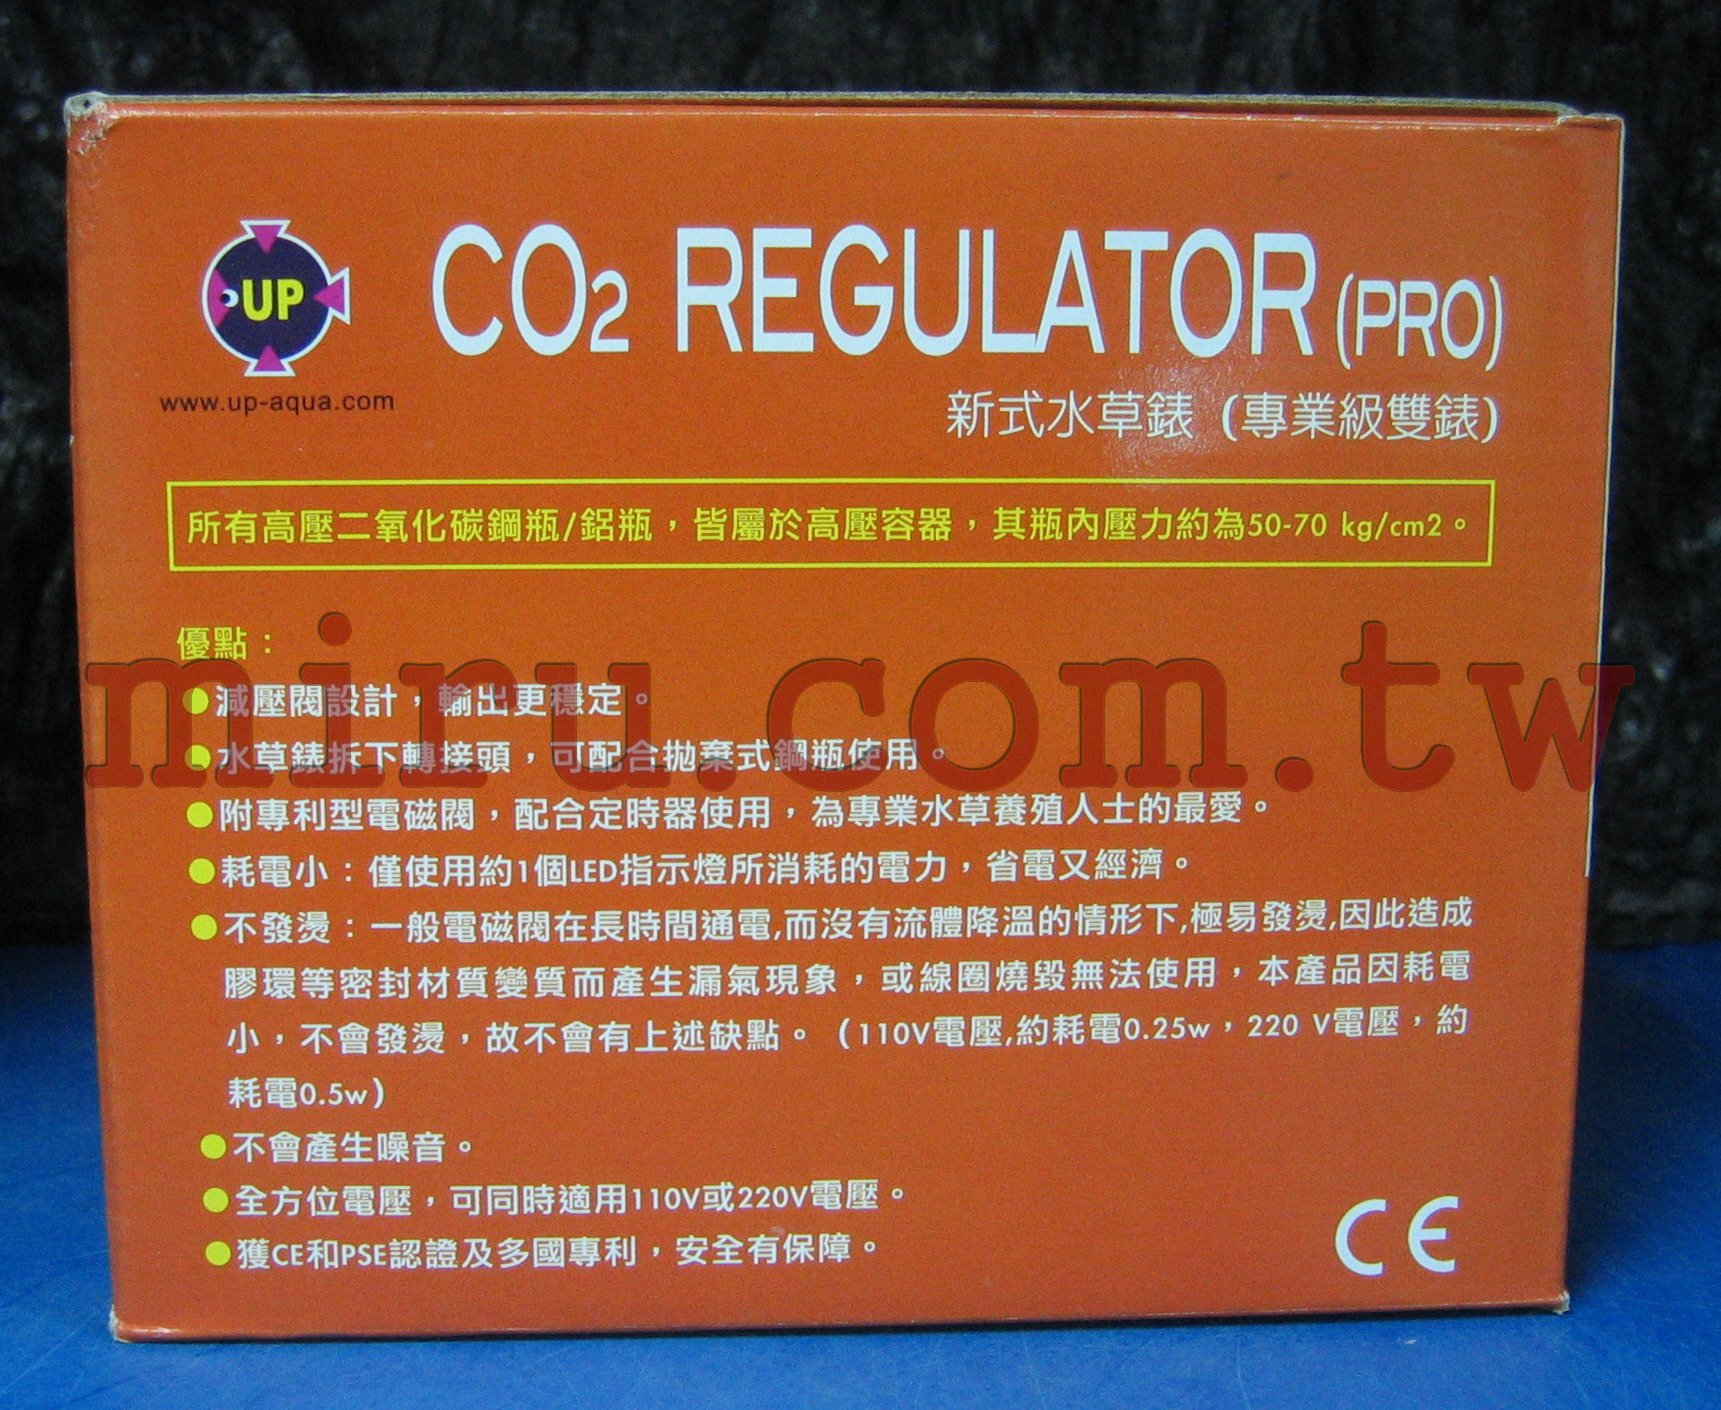 UP
www.up-aqua.com
CO2 REGULATOR (PRO)
新式水草錶 (專業級雙錶)
所有高壓二氧化碳鋼瓶/鋁瓶，皆屬於高壓容器，其瓶內壓力約為50-70 kg/cm2。
優點：
●減壓閥設計，輸出更穩定。
●水草錶拆下轉接頭，可配合拋棄式鋼瓶使用。
●附專利型電磁閥，配合定時器使用，為專業水草養殖人士的最愛。
●耗電小：僅使用約1個LED指示燈所消耗的電力，省電又經濟。
●不發燙：一般電磁閥在長時間通電,而沒有流體降溫的情形下,極易發燙,因此造成
膠環等密封材質變質而產生漏氣現象，或線圈燒毀無法使用，本產品因耗電
小，不會發燙，故不會有上述缺點。（110V電壓,約耗電0.25w，220 V電壓，約
耗電0.5w)
●不會產生噪音。
●全方位電壓，可同時適用110V或220V電壓。
●獲CE和PSE認證及多國專利，安全有保障。
CE
miru.com.tw